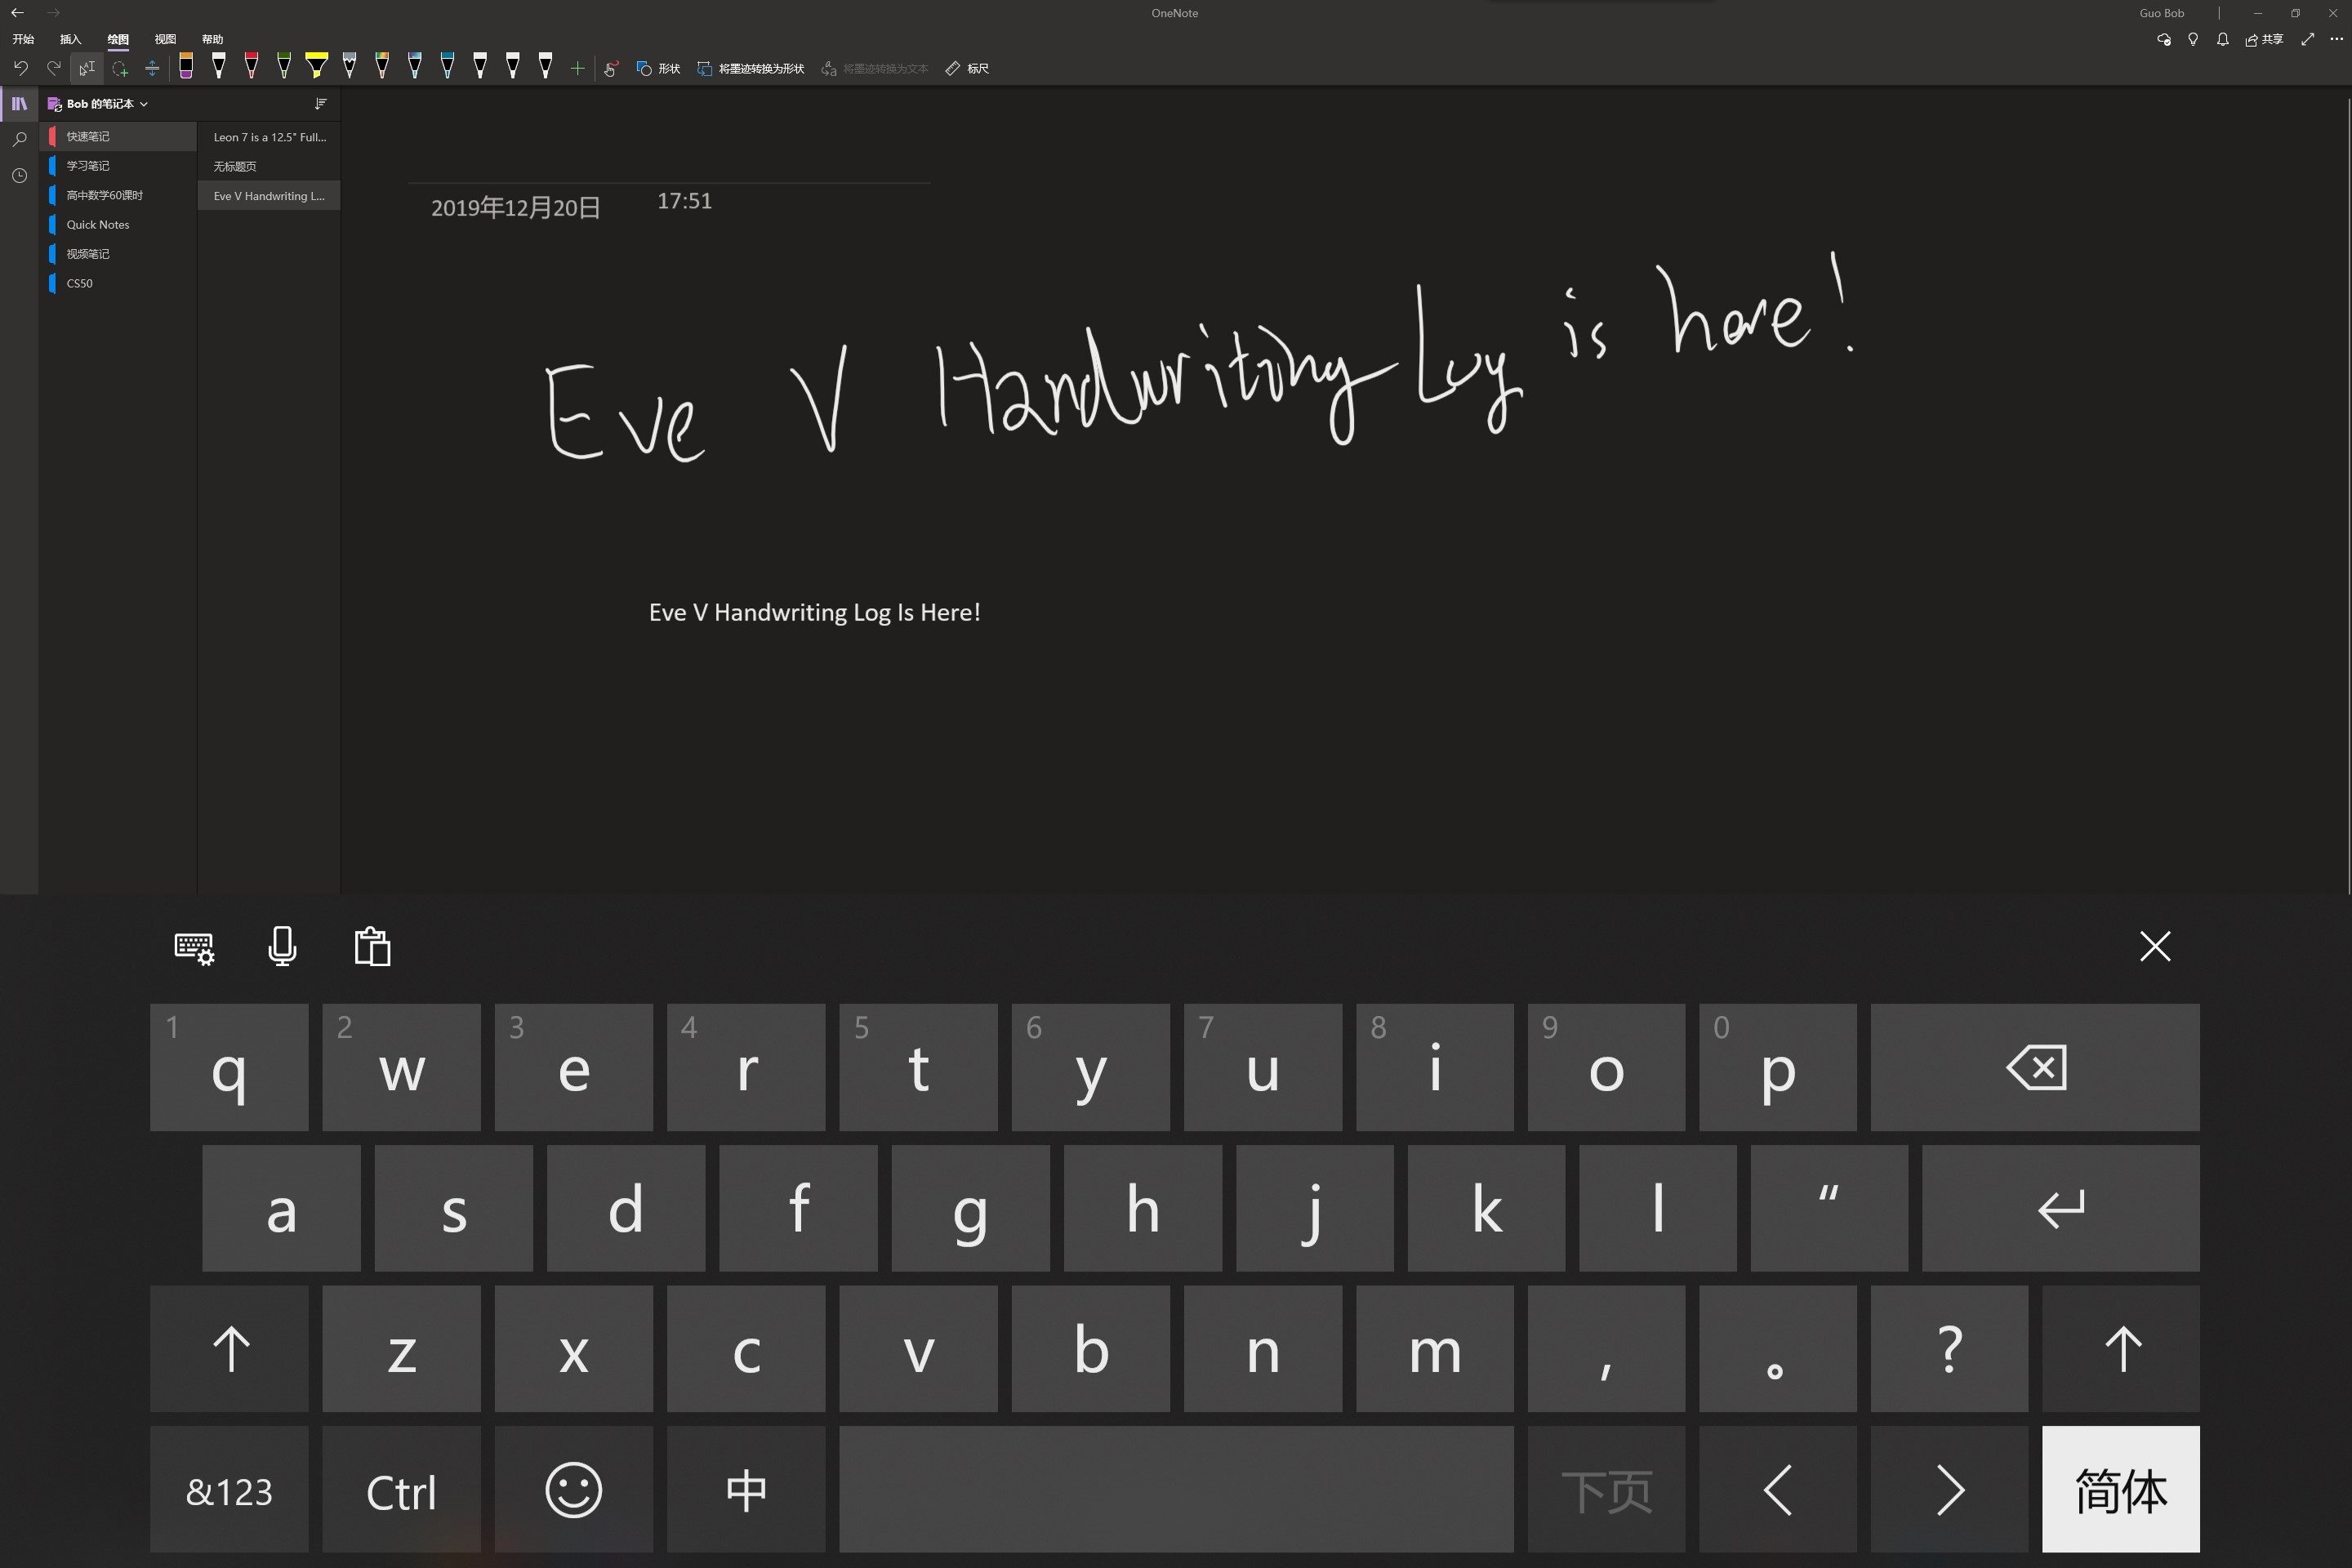 OneNote
Guo Bob
开始 插入 绘图 视图 帮助
共享
形状 将墨迹转换为形状 将墨迹转换为文本 标尺
Bob 的笔记本
快速笔记
学习笔记
高中数学60课时
Quick Notes
视频笔记
CS50
Leon 7 is a 12.5" Full...
无标题页
Eve V Handwriting L...
2019年12月20日 17:51
Eve V Handwriting Log is here!
Eve V Handwriting Log Is Here!
1 q 2 w 3 e 4 r 5 t 6 y 7 u 8 i 9 o 0 p
a s d f g h j k l “
z x c v b n m , 。 ?
&123 Ctrl 中 下页 简体